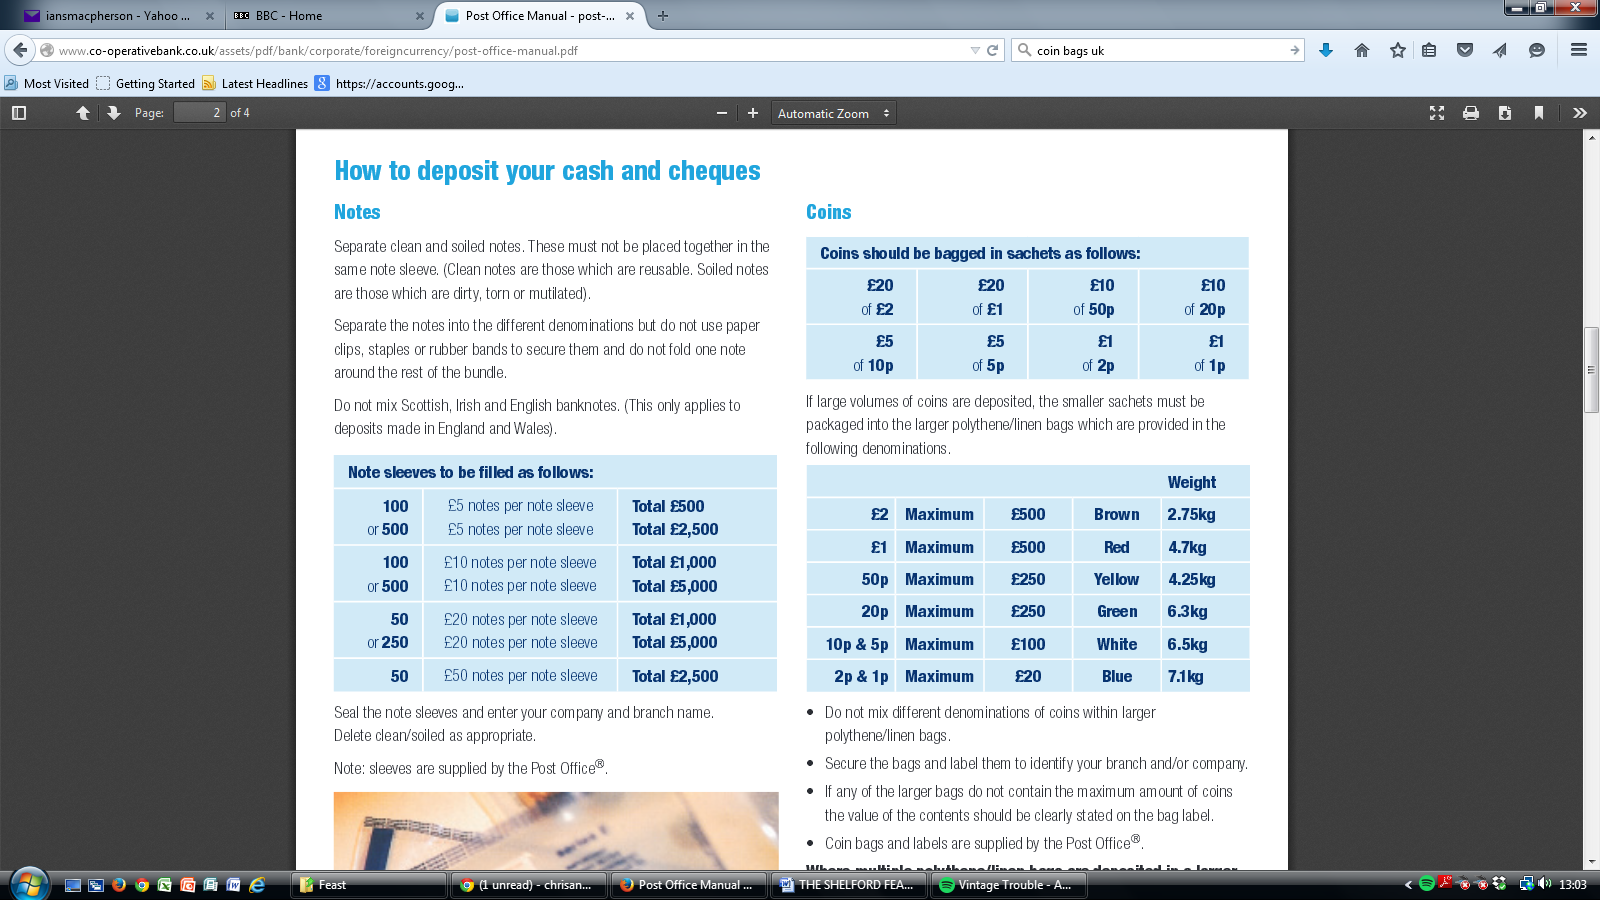 iansmacpherson - Yahoo ...
BBC BBC - Home
Post Office Manual - post-...
www.co-operativebank.co.uk/assets/pdf/bank/corporate/foreigncurrency/post-office-manual.pdf
coin bags uk
Most Visited Getting Started Latest Headlines https://accounts.goog...
Page: 2 of 4
Automatic Zoom
How to deposit your cash and cheques
Notes
Separate clean and soiled notes. These must not be placed together in the
same note sleeve. (Clean notes are those which are reusable. Soiled notes
are those which are dirty, torn or mutilated).
Separate the notes into the different denominations but do not use paper
clips, staples or rubber bands to secure them and do not fold one note
around the rest of the bundle.
Do not mix Scottish, Irish and English banknotes. (This only applies to
deposits made in England and Wales).
Note sleeves to be filled as follows:
100 £5 notes per note sleeve Total £500
or 500 £5 notes per note sleeve Total £2,500
100 £10 notes per note sleeve Total £1,000
or 500 £10 notes per note sleeve Total £5,000
50 £20 notes per note sleeve Total £1,000
or 250 £20 notes per note sleeve Total £5,000
50 £50 notes per note sleeve Total £2,500
Seal the note sleeves and enter your company and branch name.
Delete clean/soiled as appropriate.
Note: sleeves are supplied by the Post Office®.
Coins
Coins should be bagged in sachets as follows:
£20 £20 £10 £10
of £2 of £1 of 50p of 20p
£5 £5 £1 £1
of 10p of 5p of 2p of 1p
If large volumes of coins are deposited, the smaller sachets must be
packaged into the larger polythene/linen bags which are provided in the
following denominations.
Weight
£2 Maximum £500 Brown 2.75kg
£1 Maximum £500 Red 4.7kg
50p Maximum £250 Yellow 4.25kg
20p Maximum £250 Green 6.3kg
10p & 5p Maximum £100 White 6.5kg
2p & 1p Maximum £20 Blue 7.1kg
• Do not mix different denominations of coins within larger
polythene/linen bags.
• Secure the bags and label them to identify your branch and/or company.
• If any of the larger bags do not contain the maximum amount of coins
the value of the contents should be clearly stated on the bag label.
• Coin bags and labels are supplied by the Post Office®.
Where multiple polythene/linen bags are deposited in a larger
Feast
(1 unread) - chrisan...
Post Office Manual ...
THE SHELFORD FEA...
Vintage Trouble - A...
13:03